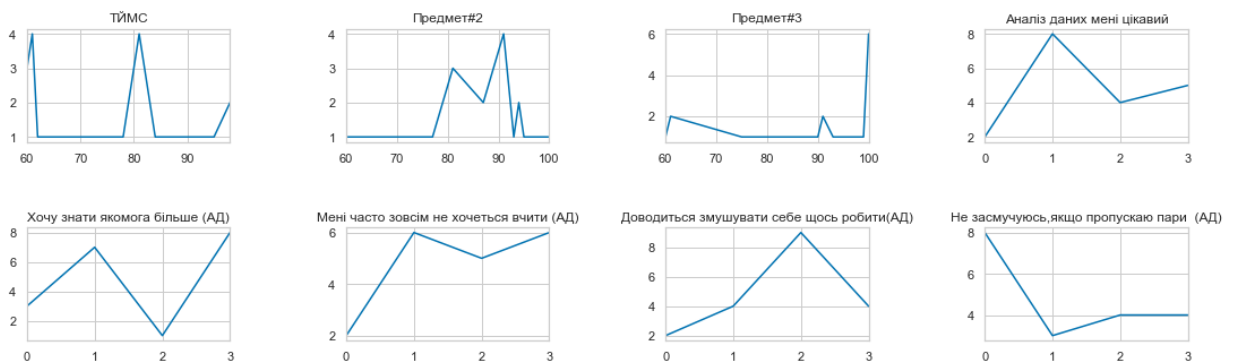 ТЙМС
Предмет#2
Предмет#3
Аналіз даних мені цікавий
4
3
2
1
60 70 80 90
4
3
2
1
60 70 80 90 100
6
4
2
60 70 80 90 100
8
6
4
2
0 1 2 3
Хочу знати якомога більше (АД)
Мені часто зовсім не хочеться вчити (АД)
Доводиться змушувати себе щось робити(АД)
Не засмучуюсь,якщо пропускаю пари (АД)
8
6
4
2
0 1 2 3
6
4
2
0 1 2 3
8
6
4
2
0 1 2 3
8
6
4
0 1 2 3